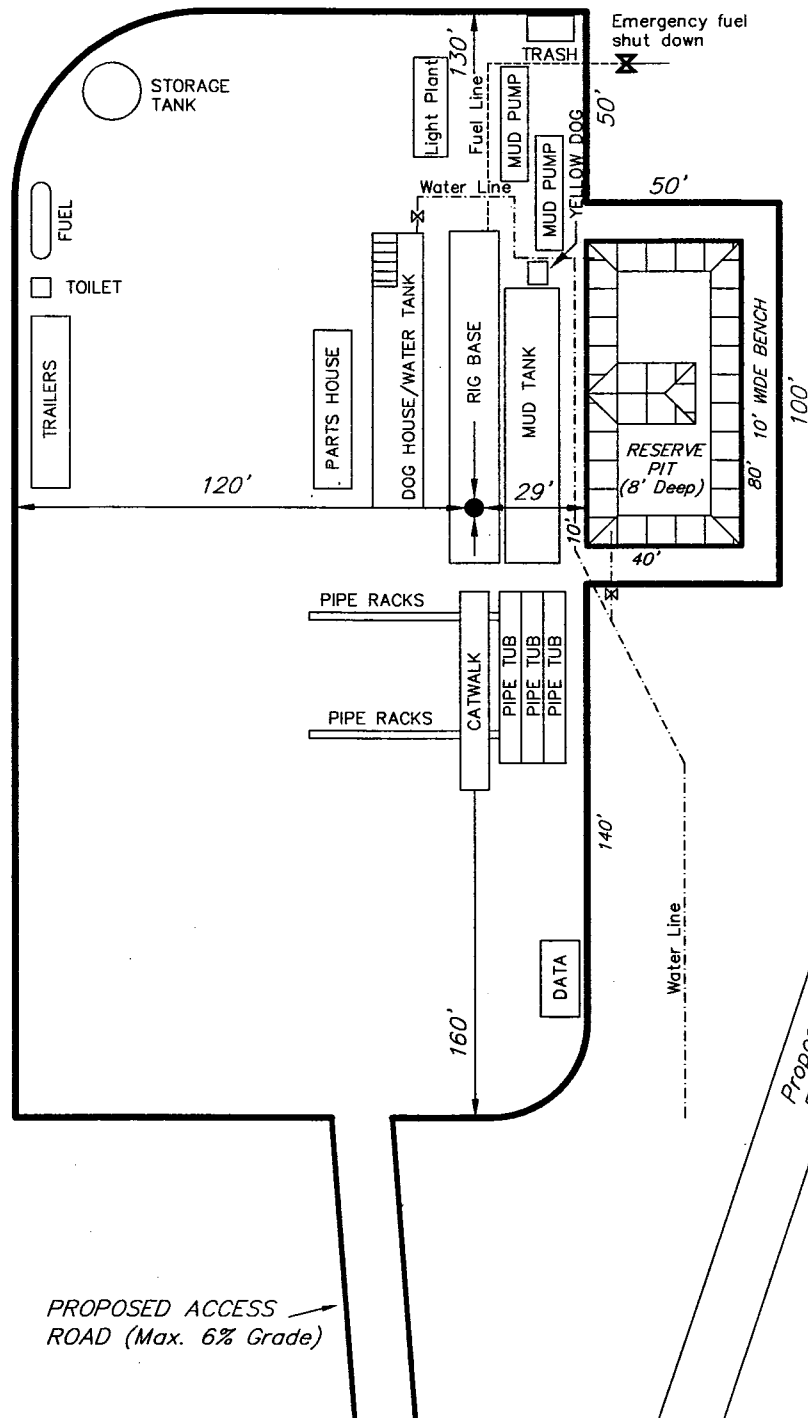 Emergency fuel
shut down
TRASH
130'
50'
STORAGE
TANK
Light Plant
Fuel Line
MUD PUMP
MUD PUMP
YELLOW DOG
Water Line
50'
FUEL
TOILET
TRAILERS
PARTS HOUSE
DOG HOUSE/WATER TANK
RIG BASE
MUD TANK
RESERVE
PIT
(8' Deep)
80'
10' WIDE BENCH
100'
120'
29'
10'
40'
PIPE RACKS
CATWALK
PIPE TUB
PIPE TUB
PIPE TUB
PIPE RACKS
140'
Water Line
DATA
160'
PROPOSED ACCESS
ROAD (Max. 6% Grade)